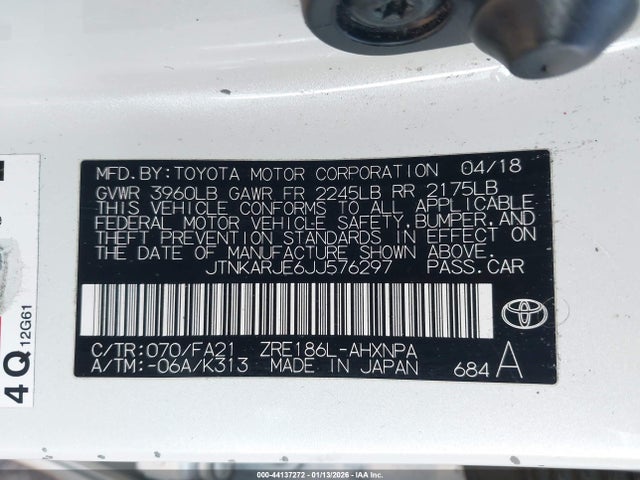 MFD.BY:TOYOTA MOTOR CORPORATION 04/18
GVWR 3960LB GAWR FR 2245LB RR 2175LB
THIS VEHICLE CONFORMS TO ALL APPLICABLE
FEDERAL MOTOR VEHICLE SAFETY,BUMPER,AND
THEFT PREVENTION STANDARDS IN EFFECT ON
THE DATE OF MANUFACTURE SHOWN ABOVE.
JTNKARJE6JJ576297 PASS.CAR
C/TR:070/FA21 ZRE186L-AHXNPA
A/TM:-06A/K313 MADE IN JAPAN 684 A
4Q 12G61
000-44137272 - 01/13/2026 - IAAI.COM